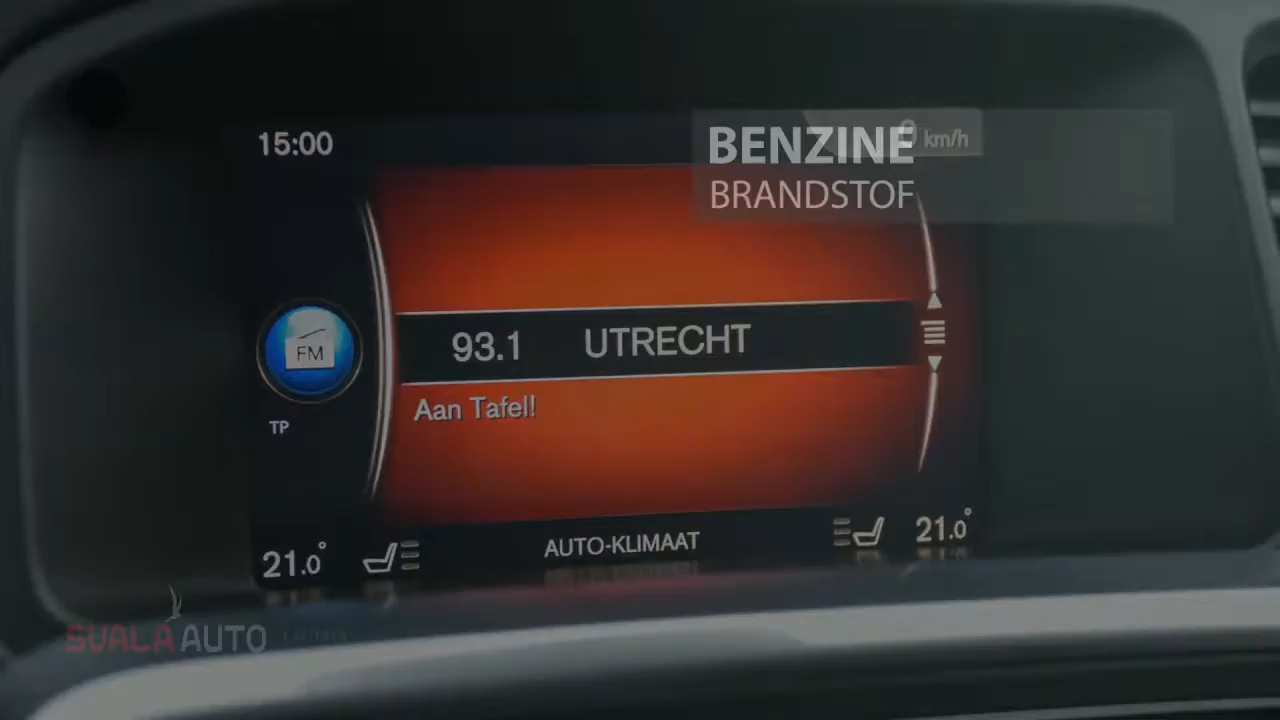 15:00
BENZINE
km/h
BRANDSTOF
93.1 UTRECHT
FM
Aan Tafel!
TP
AUTO-KLIMAAT
21.0°
21.0°
SVALA AUTO